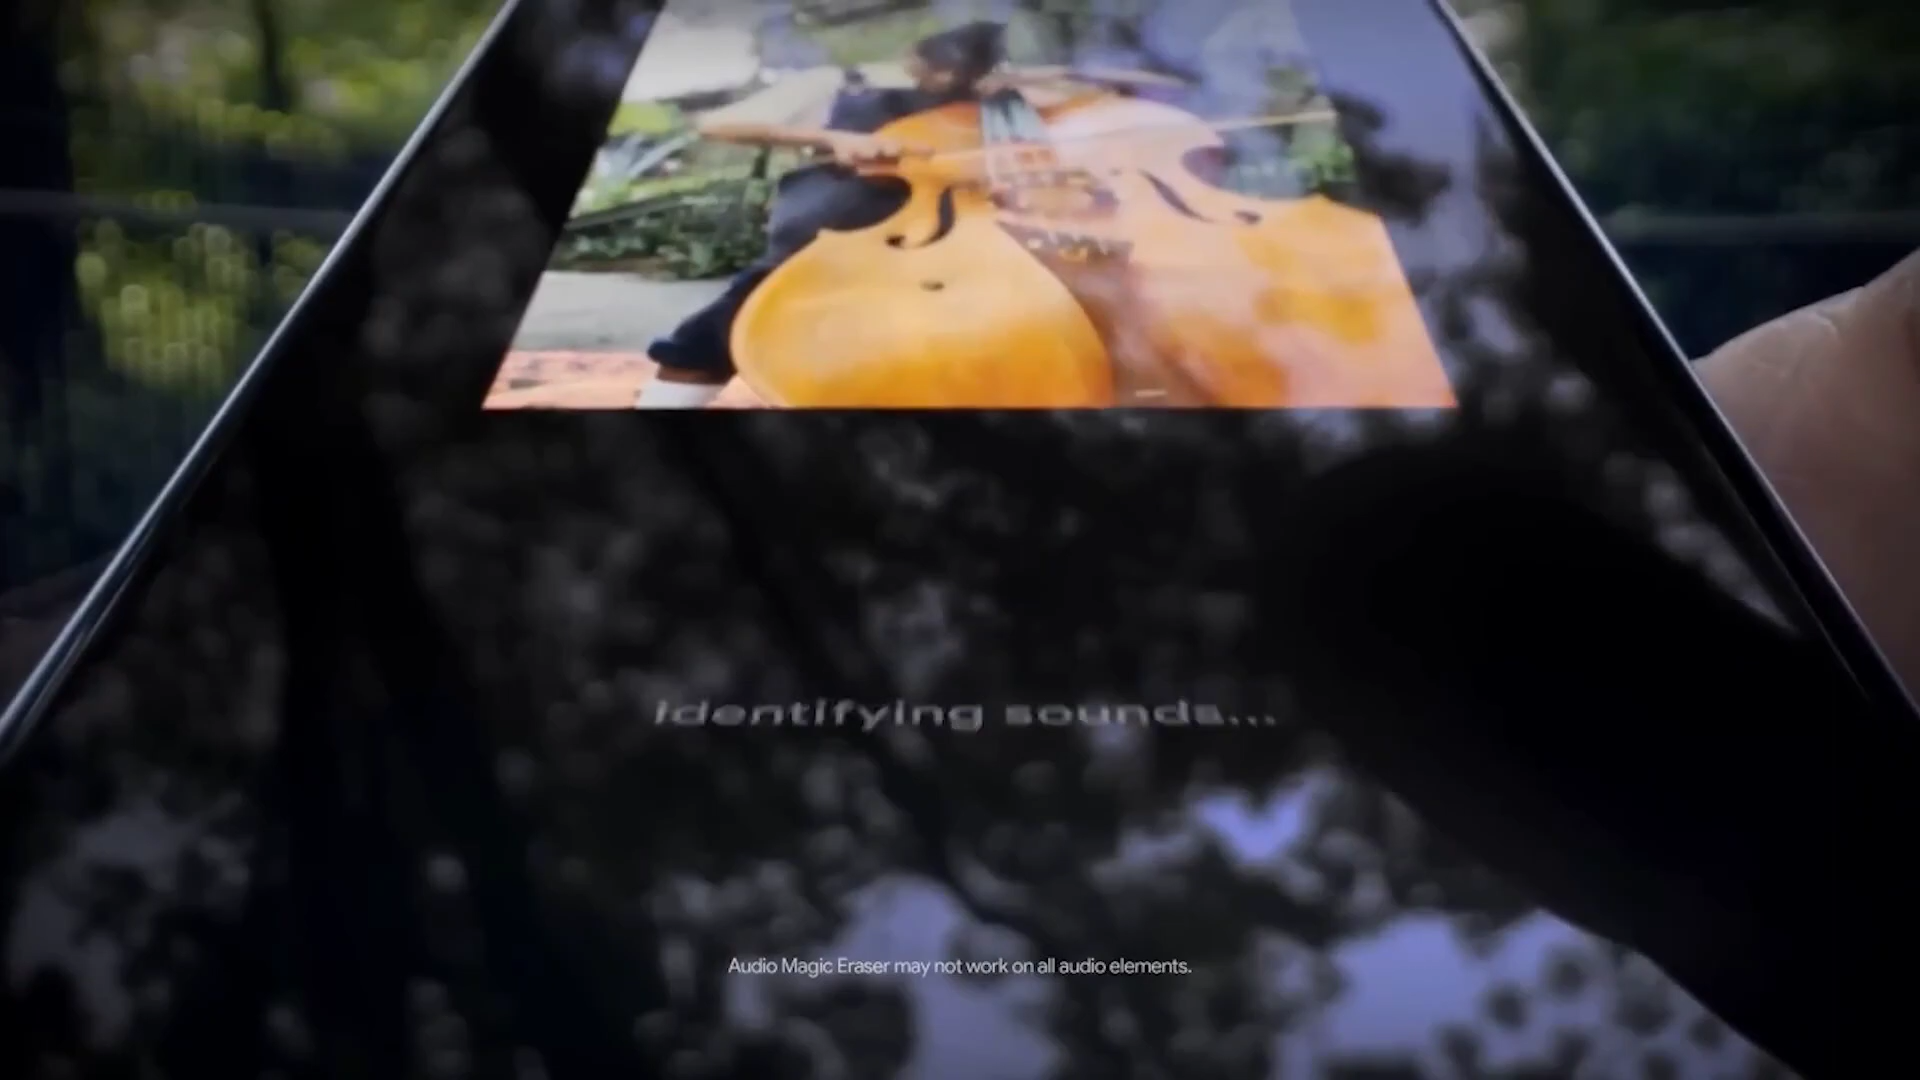 Identifying sounds...
Audio Magic Eraser may not work on all audio elements.